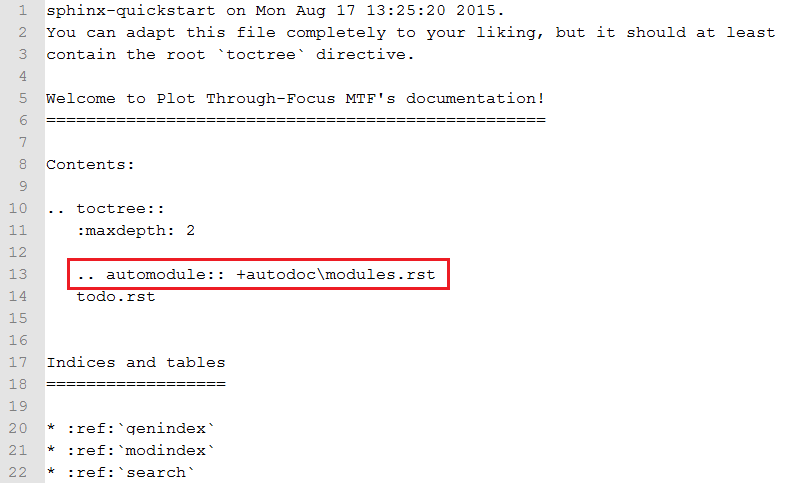 1 sphinx-quickstart on Mon Aug 17 13:25:20 2015.
2 You can adapt this file completely to your liking, but it should at least
3 contain the root `toctree` directive.
4
5 Welcome to Plot Through-Focus MTF's documentation!
6 ==================================================
7
8 Contents:
9
10 .. toctree::
11    :maxdepth: 2
12
13    .. automodule:: +autodoc\modules.rst
14    todo.rst
15
16
17 Indices and tables
18 ==================
19
20 * :ref:`genindex`
21 * :ref:`modindex`
22 * :ref:`search`